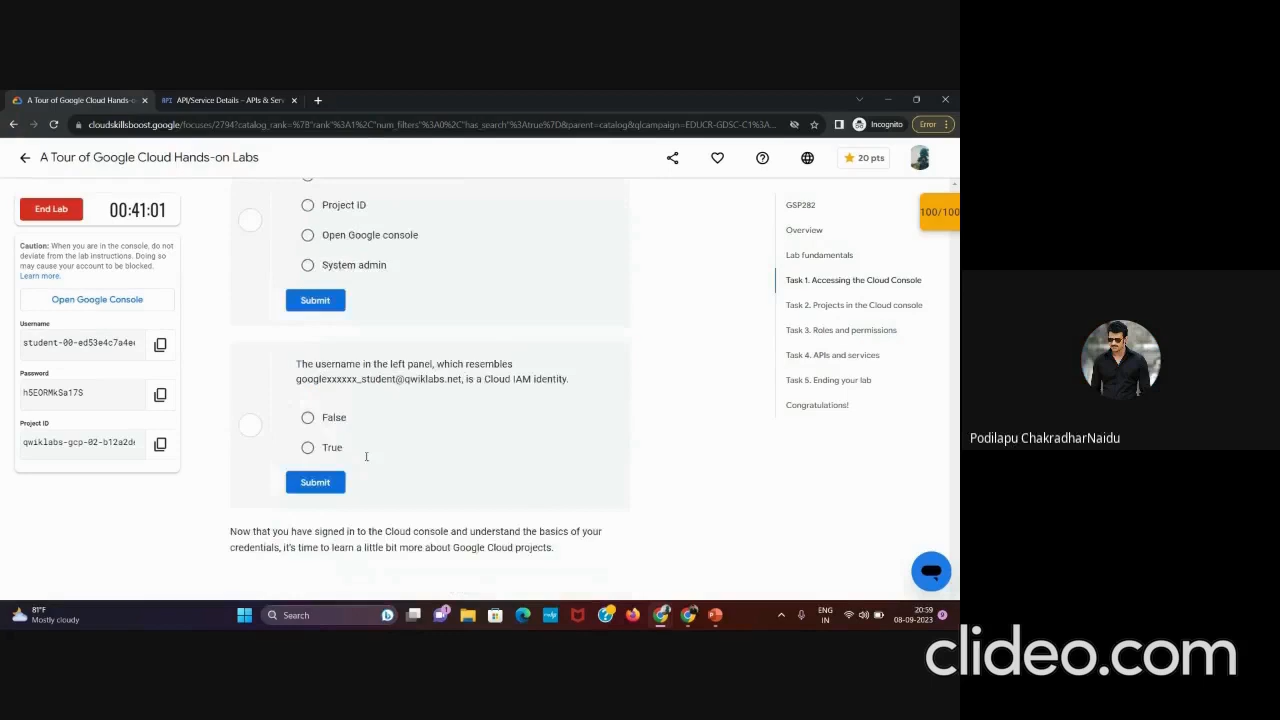 A Tour of Google Cloud Hands-o
API/Service Details – APIs & Serv
cloudskillsboost.google/focuses/2794?catalog_rank=%7B"rank"%3A1%2C"num_filters"%3A0%2C"has_search"%3Atrue%7D&parent=catalog&qlcampaign=EDUCR-GDSC-C1%3A...
Incognito
Error
A Tour of Google Cloud Hands-on Labs
20 pts
End Lab
00:41:01
Caution: When you are in the console, do not
deviate from the lab instructions. Doing so
may cause your account to be blocked.
Learn more.
Open Google Console
Username
student-00-ed53e4c7a4e
Password
h5EORMkSa17S
Project ID
qwiklabs-gcp-02-b12a2d
Project ID
Open Google console
System admin
Submit
The username in the left panel, which resembles
googlexxxxxx_student@qwiklabs.net, is a Cloud IAM identity.
False
True
Submit
Now that you have signed in to the Cloud console and understand the basics of your
credentials, it's time to learn a little bit more about Google Cloud projects.
GSP282
100/100
Overview
Lab fundamentals
Task 1. Accessing the Cloud Console
Task 2. Projects in the Cloud console
Task 3. Roles and permissions
Task 4. APIs and services
Task 5. Ending your lab
Congratulations!
Podilapu ChakradharNaidu
81°F
Mostly cloudy
Search
ENG
IN
20:59
08-09-2023
clideo.com